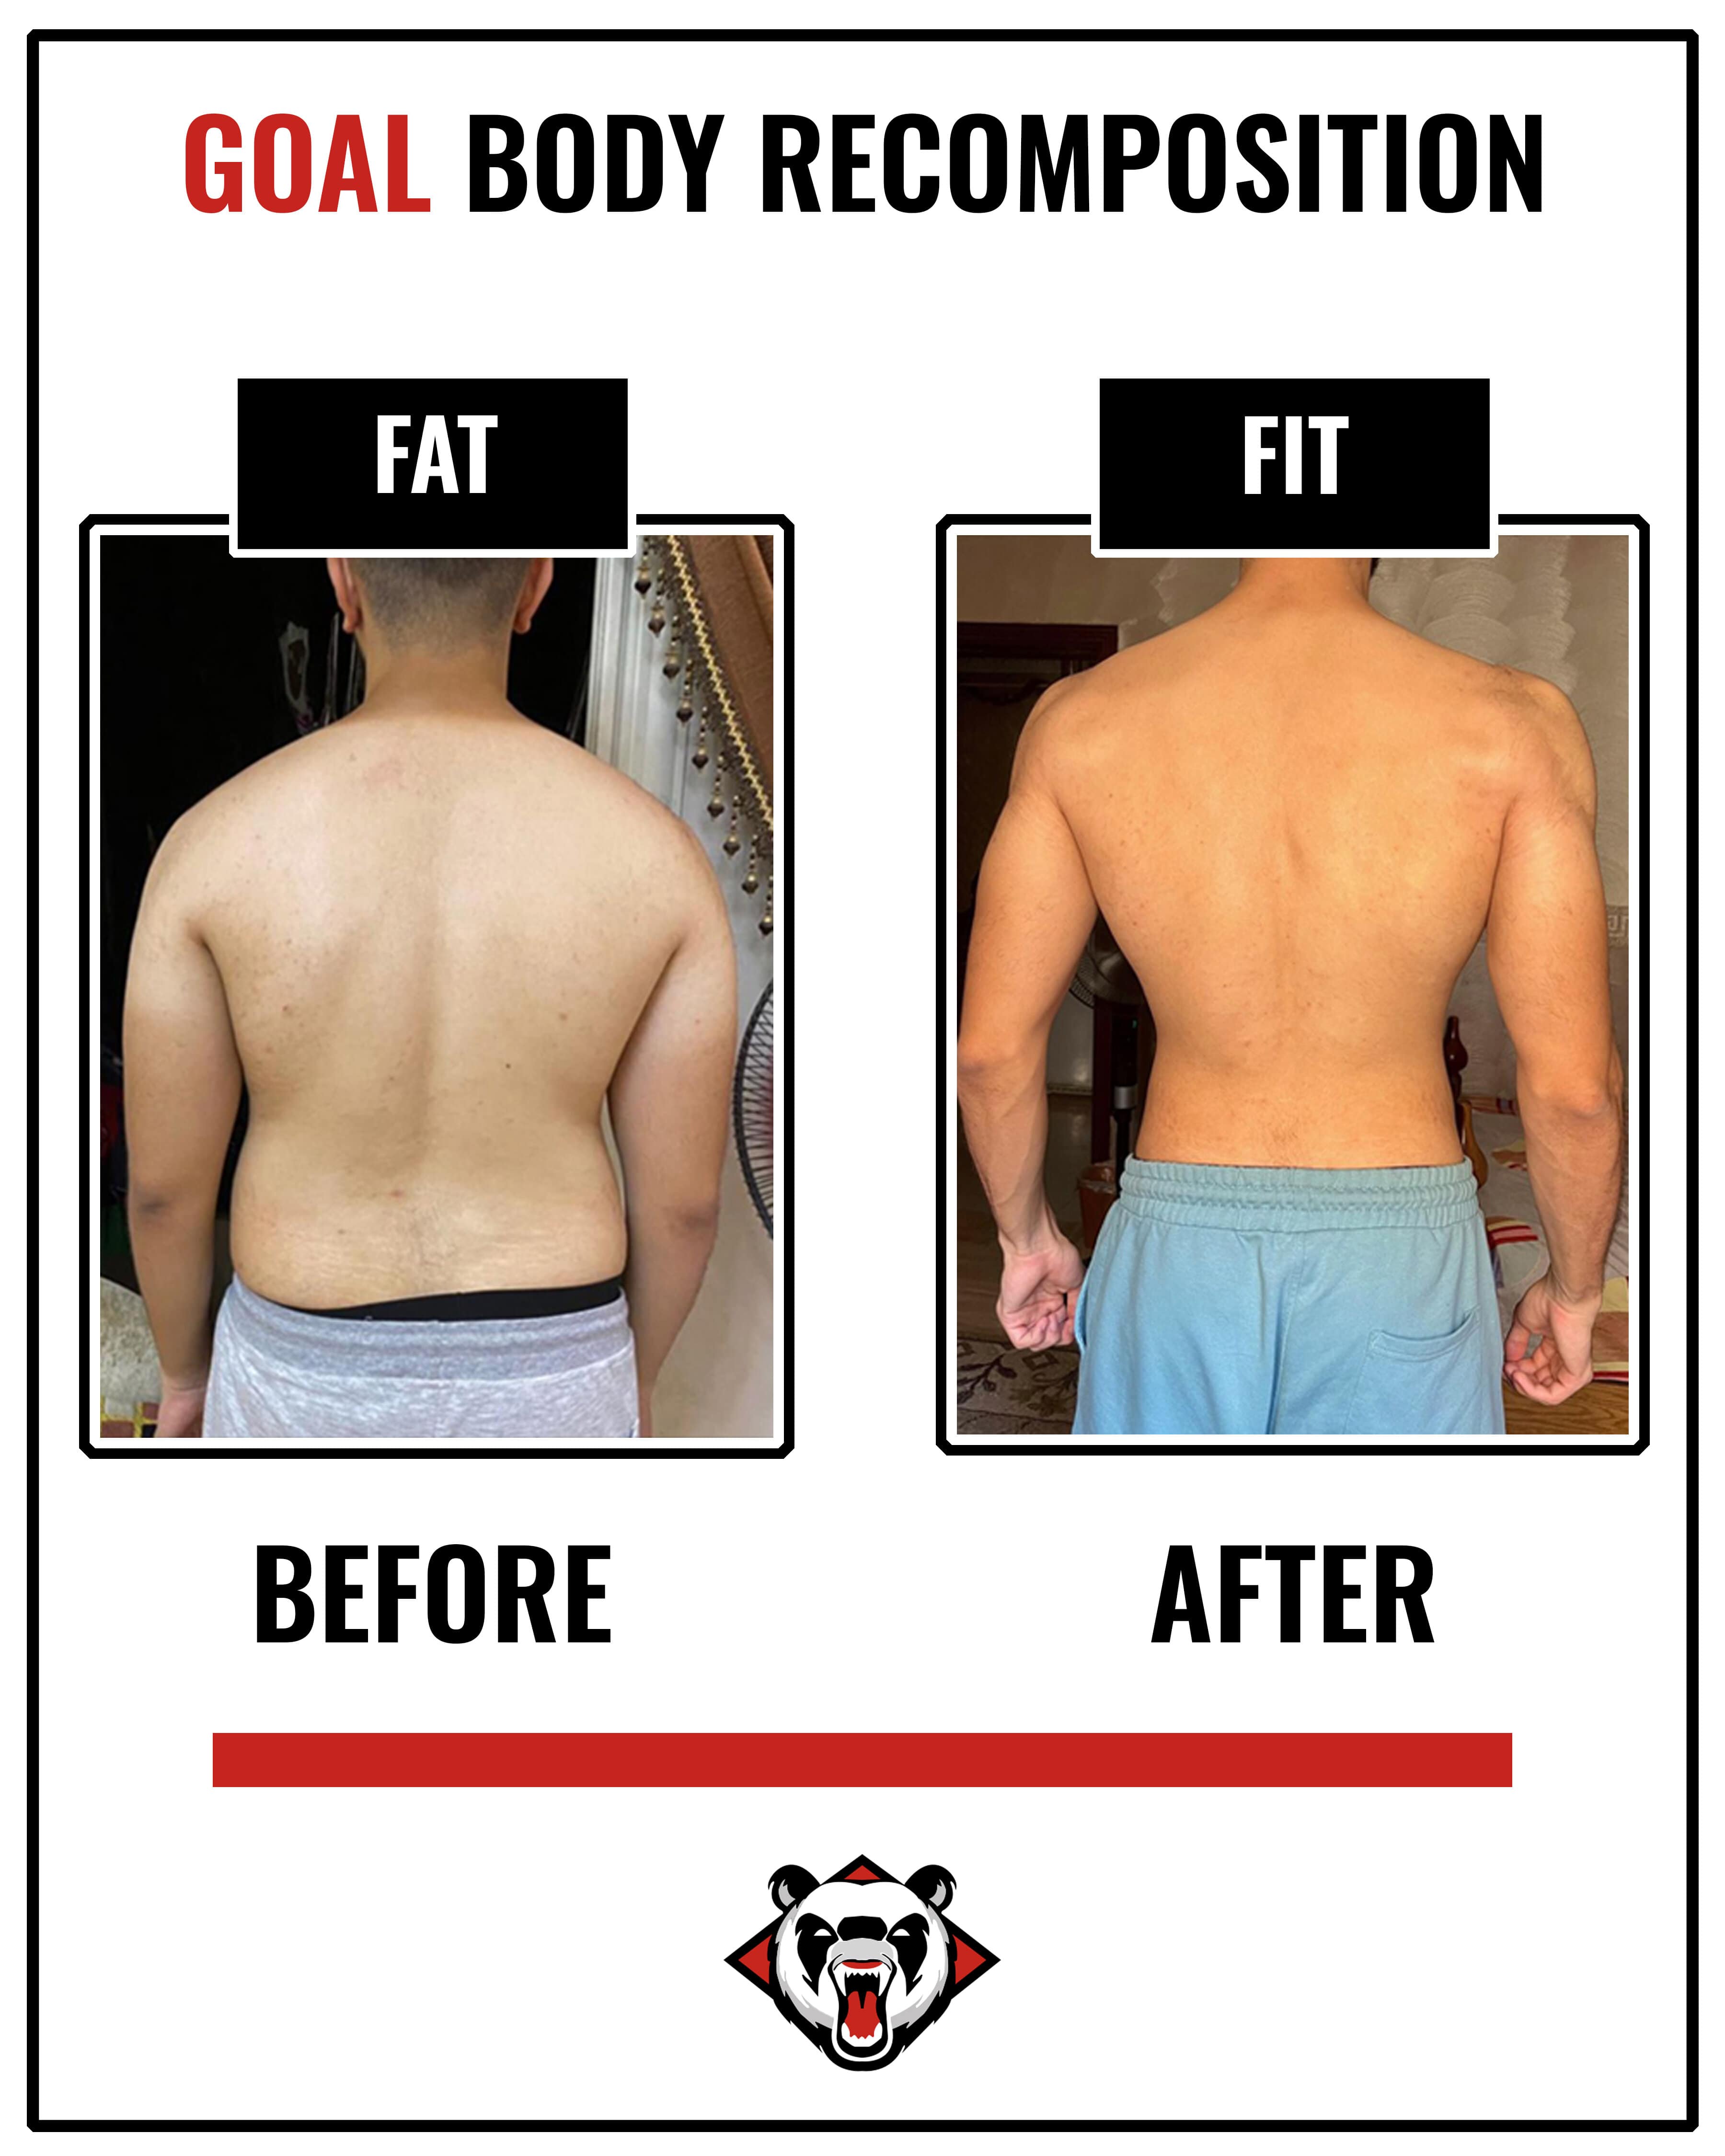 GOAL BODY RECOMPOSITION
FAT
FIT
BEFORE
AFTER